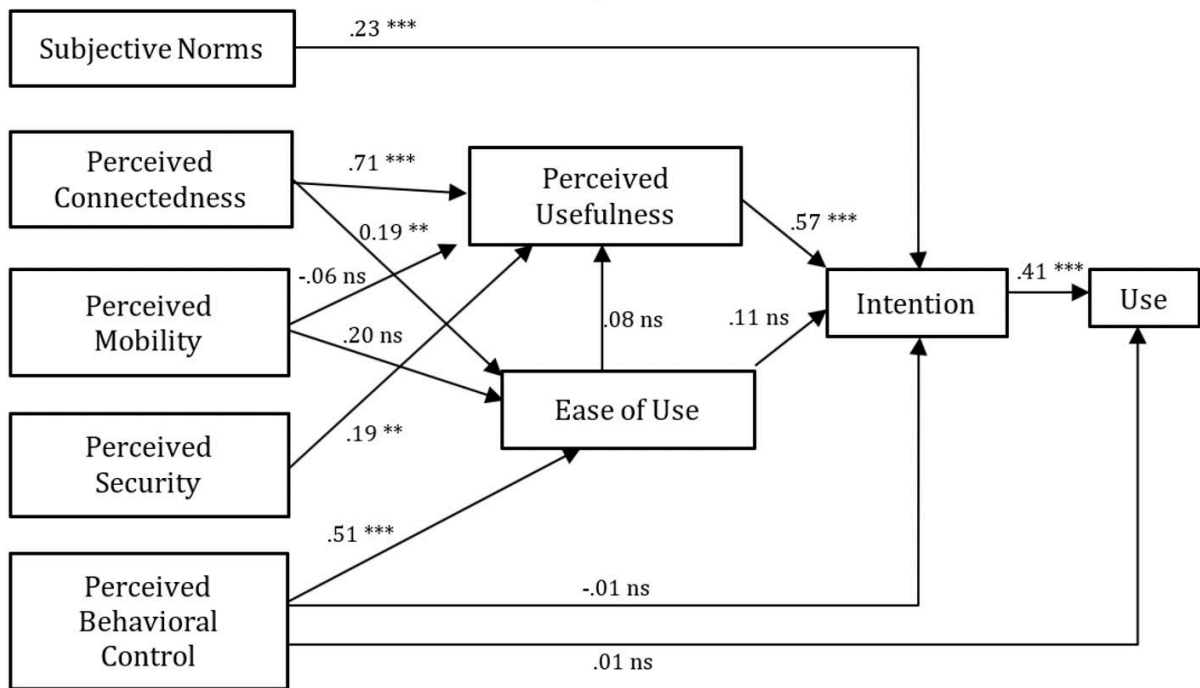 .23 ***
Subjective Norms
Perceived
Connectedness
.71 ***
Perceived
Usefulness
0.19 **
.57 ***
-.06 ns
Perceived
Mobility
.20 ns
.08 ns
.11 ns
Intention
.41 ***
Use
Ease of Use
Perceived
Security
.19 **
.51 ***
Perceived
Behavioral
Control
-.01 ns
.01 ns